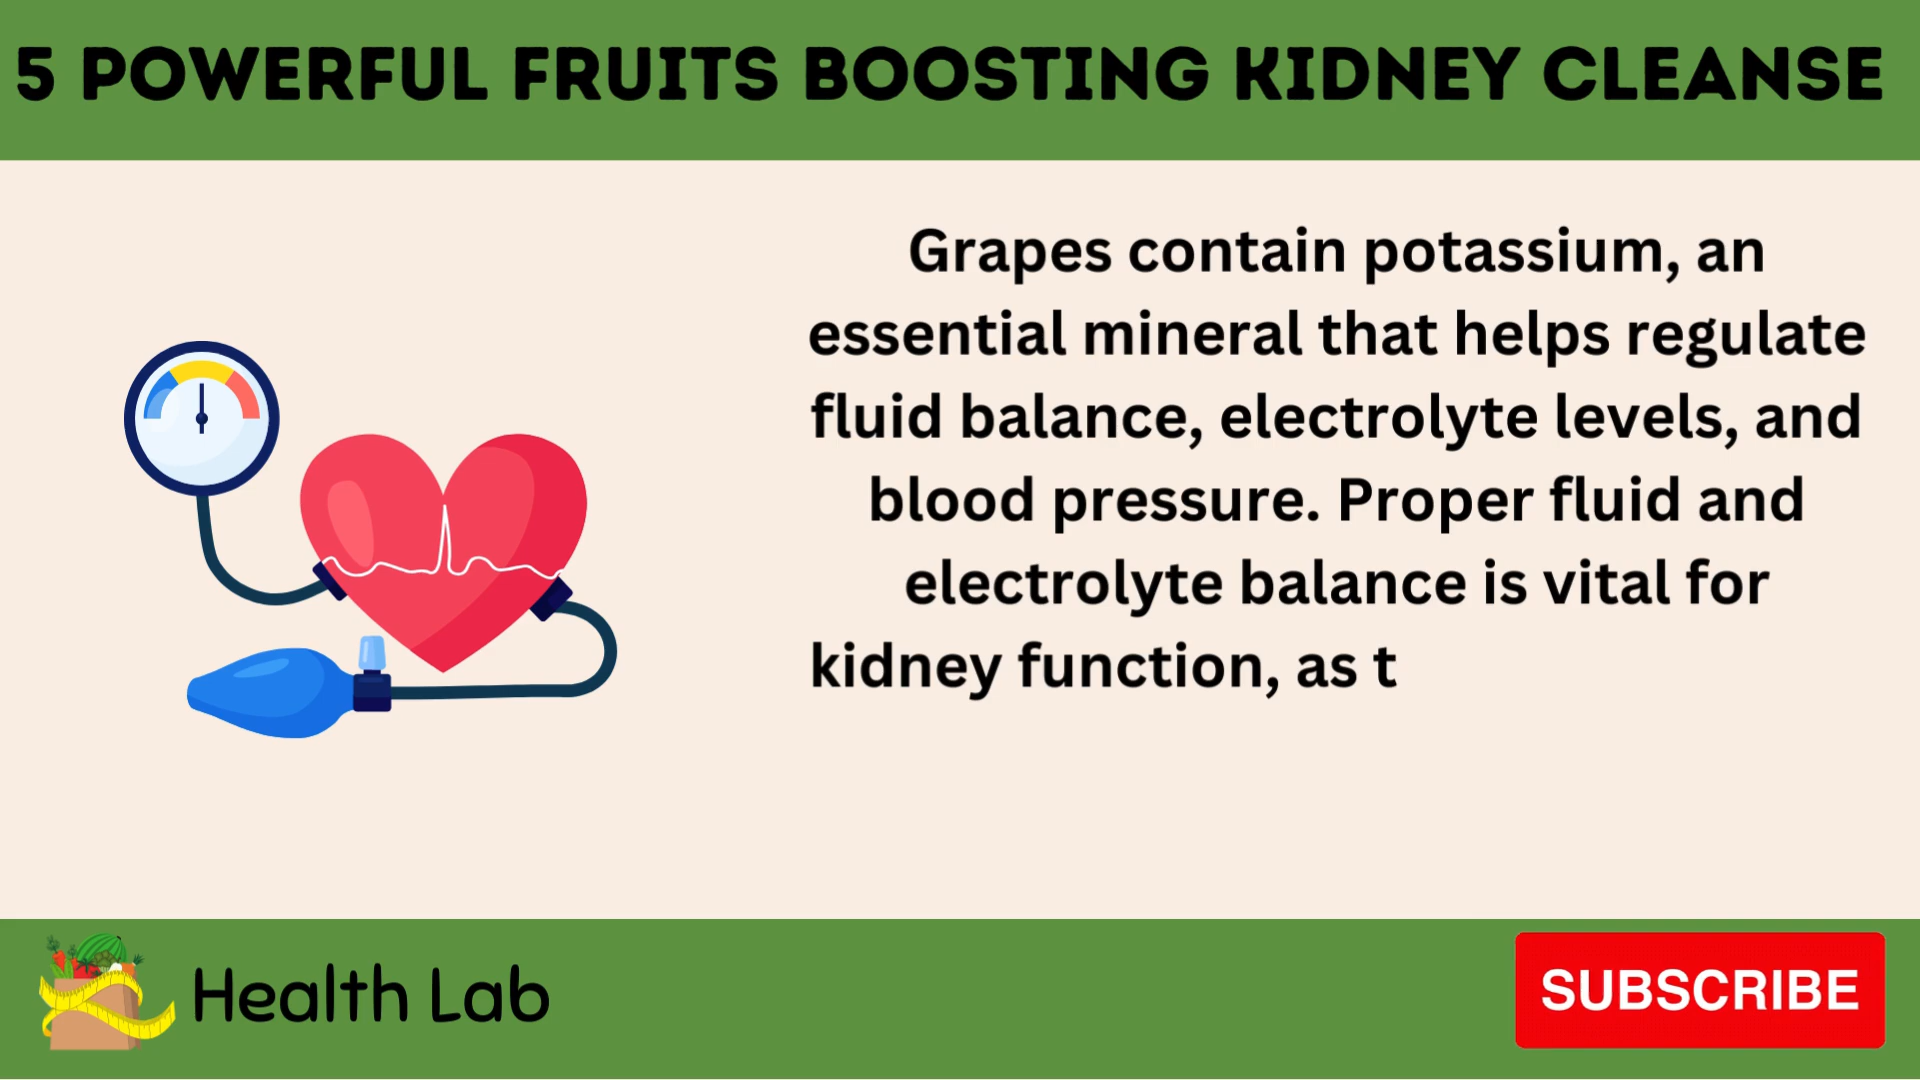 5 POWERFUL FRUITS BOOSTING KIDNEY CLEANSE
Grapes contain potassium, an
essential mineral that helps regulate
fluid balance, electrolyte levels, and
blood pressure. Proper fluid and
electrolyte balance is vital for
kidney function, as t
Health Lab
SUBSCRIBE